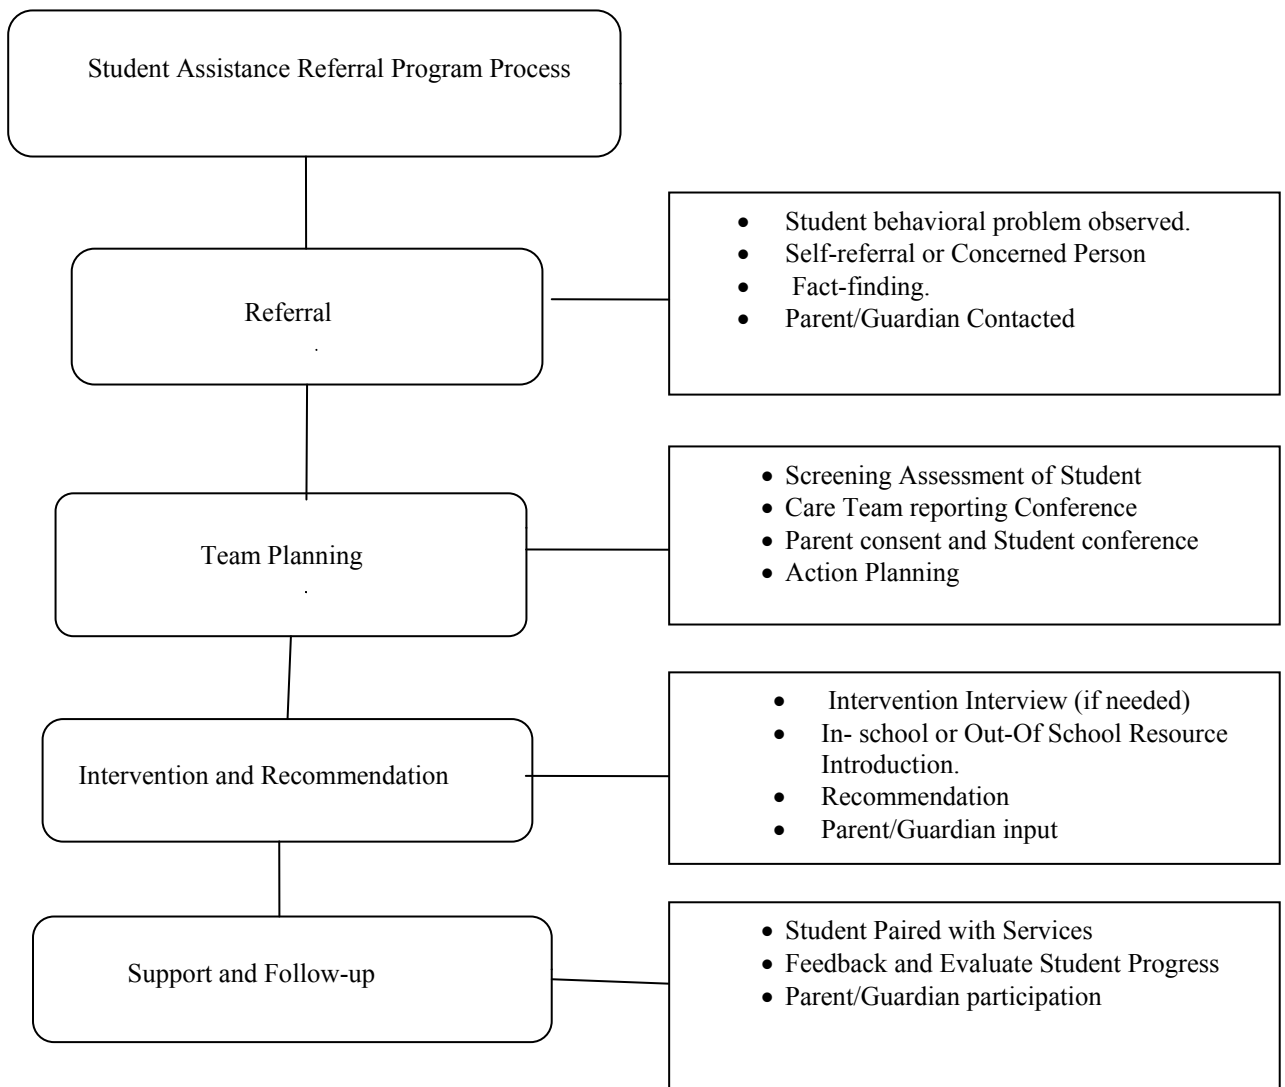 Student Assistance Referral Program Process
Referral
.
• Student behavioral problem observed.
• Self-referral or Concerned Person
• Fact-finding.
• Parent/Guardian Contacted
Team Planning
.
• Screening Assessment of Student
• Care Team reporting Conference
• Parent consent and Student conference
• Action Planning
Intervention and Recommendation
• Intervention Interview (if needed)
• In- school or Out-Of School Resource
Introduction.
• Recommendation
• Parent/Guardian input
Support and Follow-up
• Student Paired with Services
• Feedback and Evaluate Student Progress
• Parent/Guardian participation